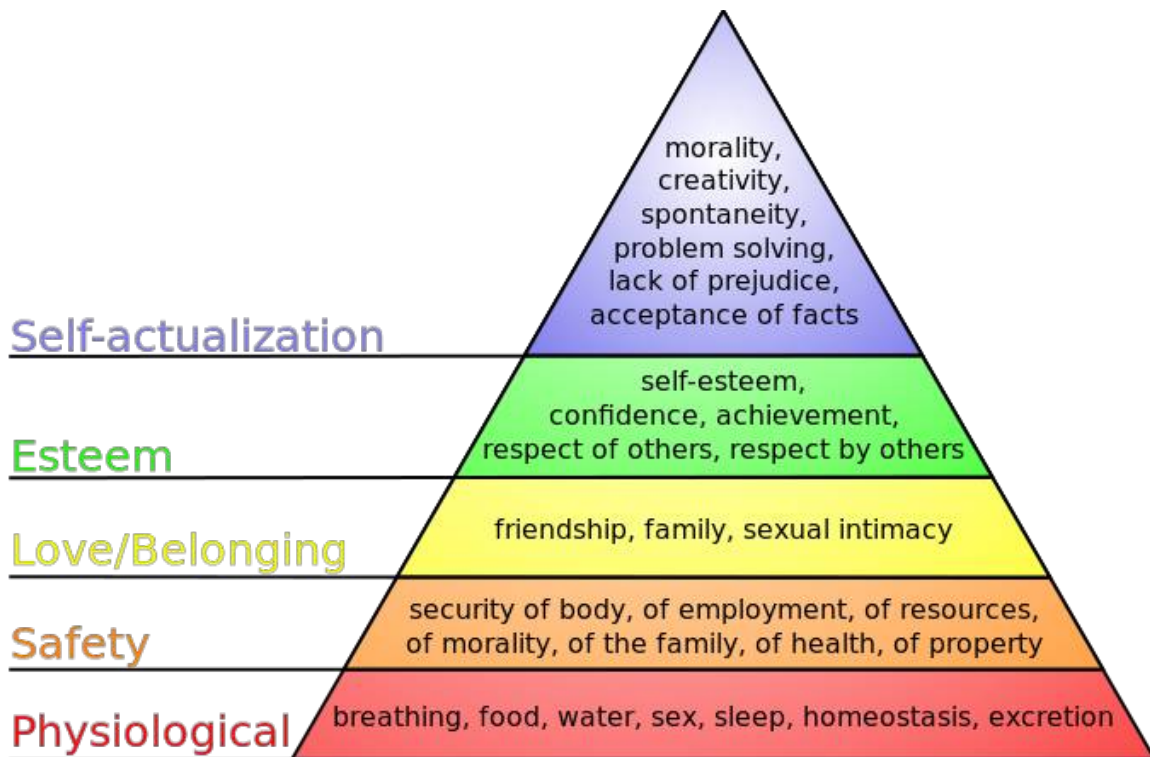 morality,
creativity,
spontaneity,
problem solving,
lack of prejudice,
acceptance of facts
Self-actualization
self-esteem,
confidence, achievement,
respect of others, respect by others
Esteem
friendship, family, sexual intimacy
Love/Belonging
security of body, of employment, of resources,
of morality, of the family, of health, of property
Safety
breathing, food, water, sex, sleep, homeostasis, excretion
Physiological